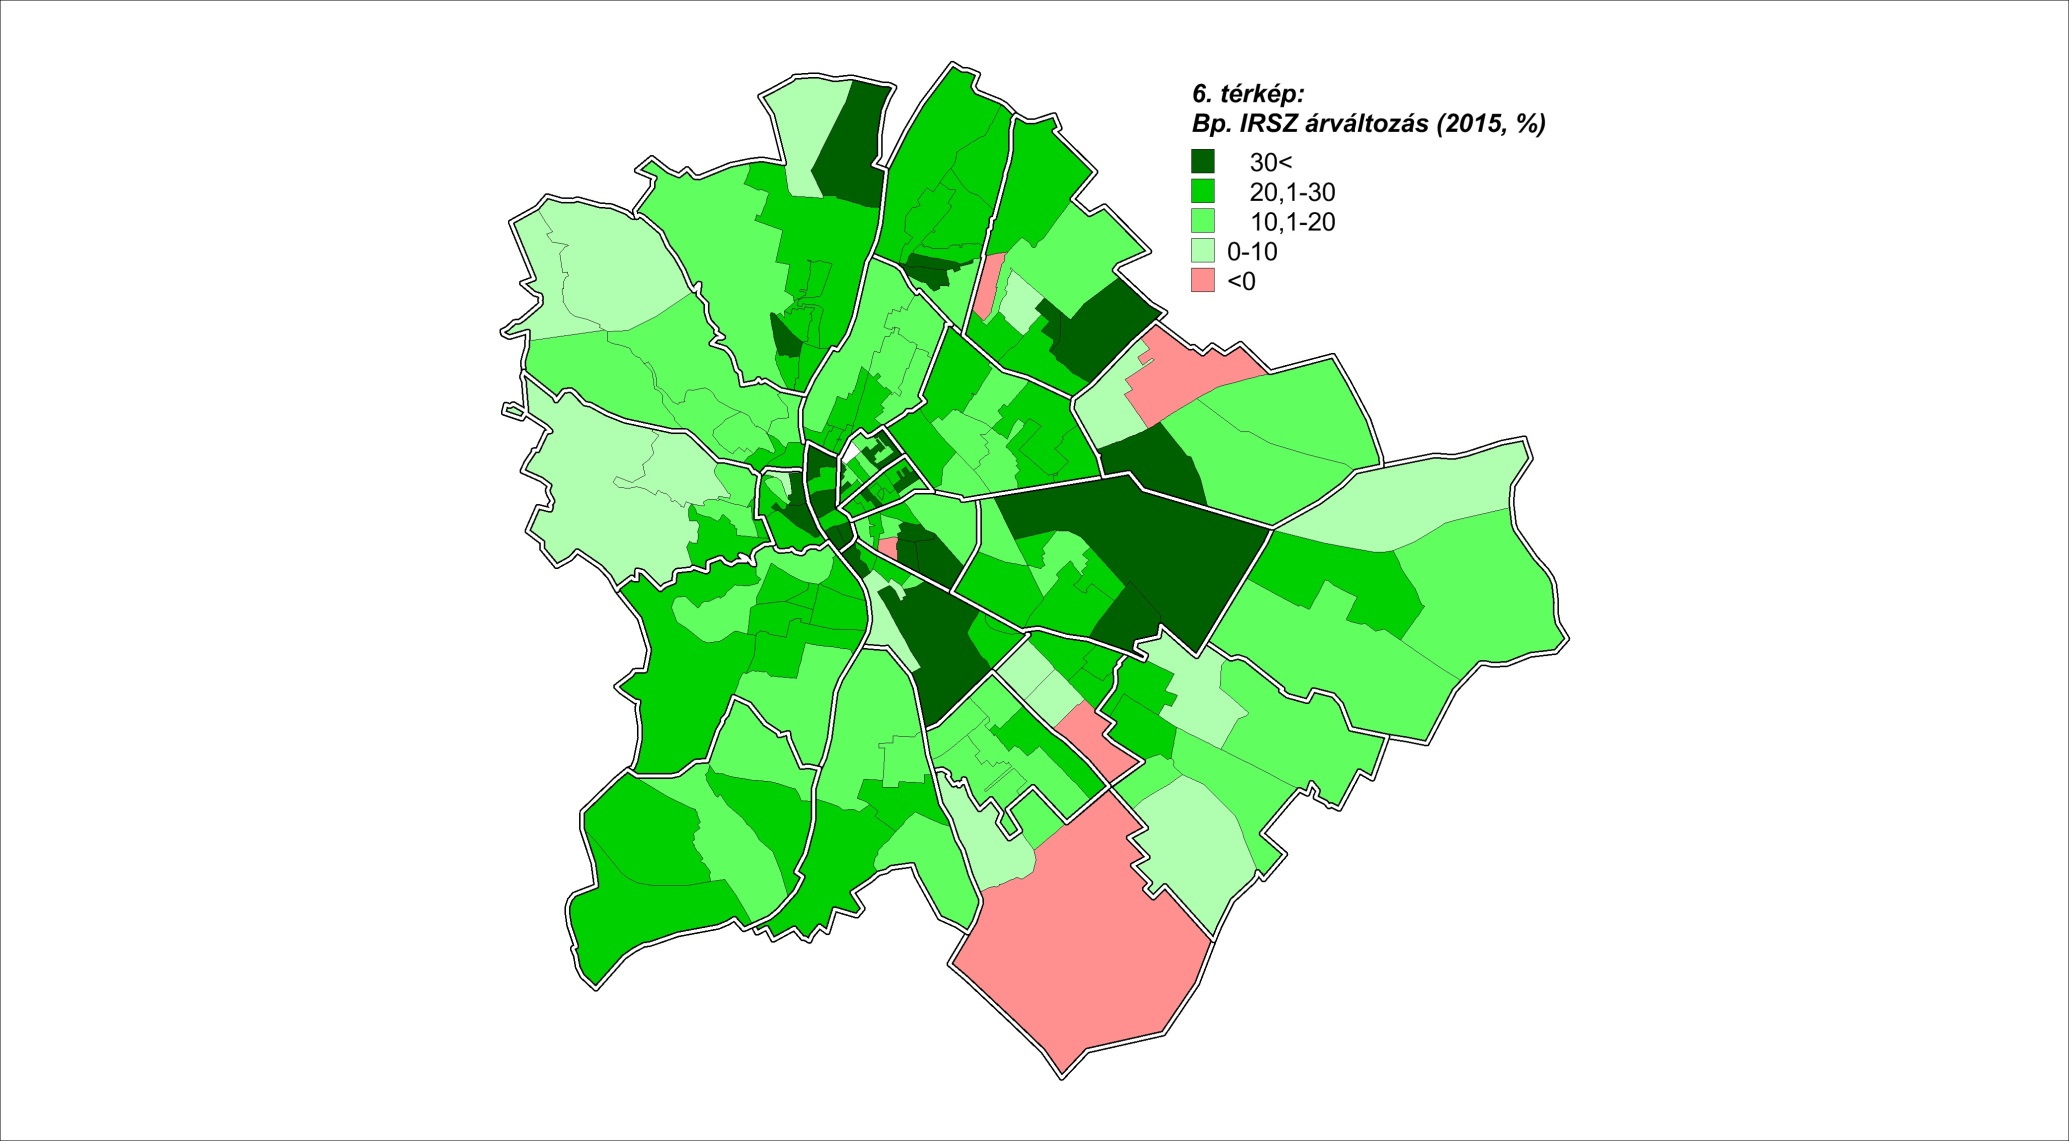 6. térkép:
Bp. IRSZ árváltozás (2015, %)
30<
20,1-30
10,1-20
0-10
<0